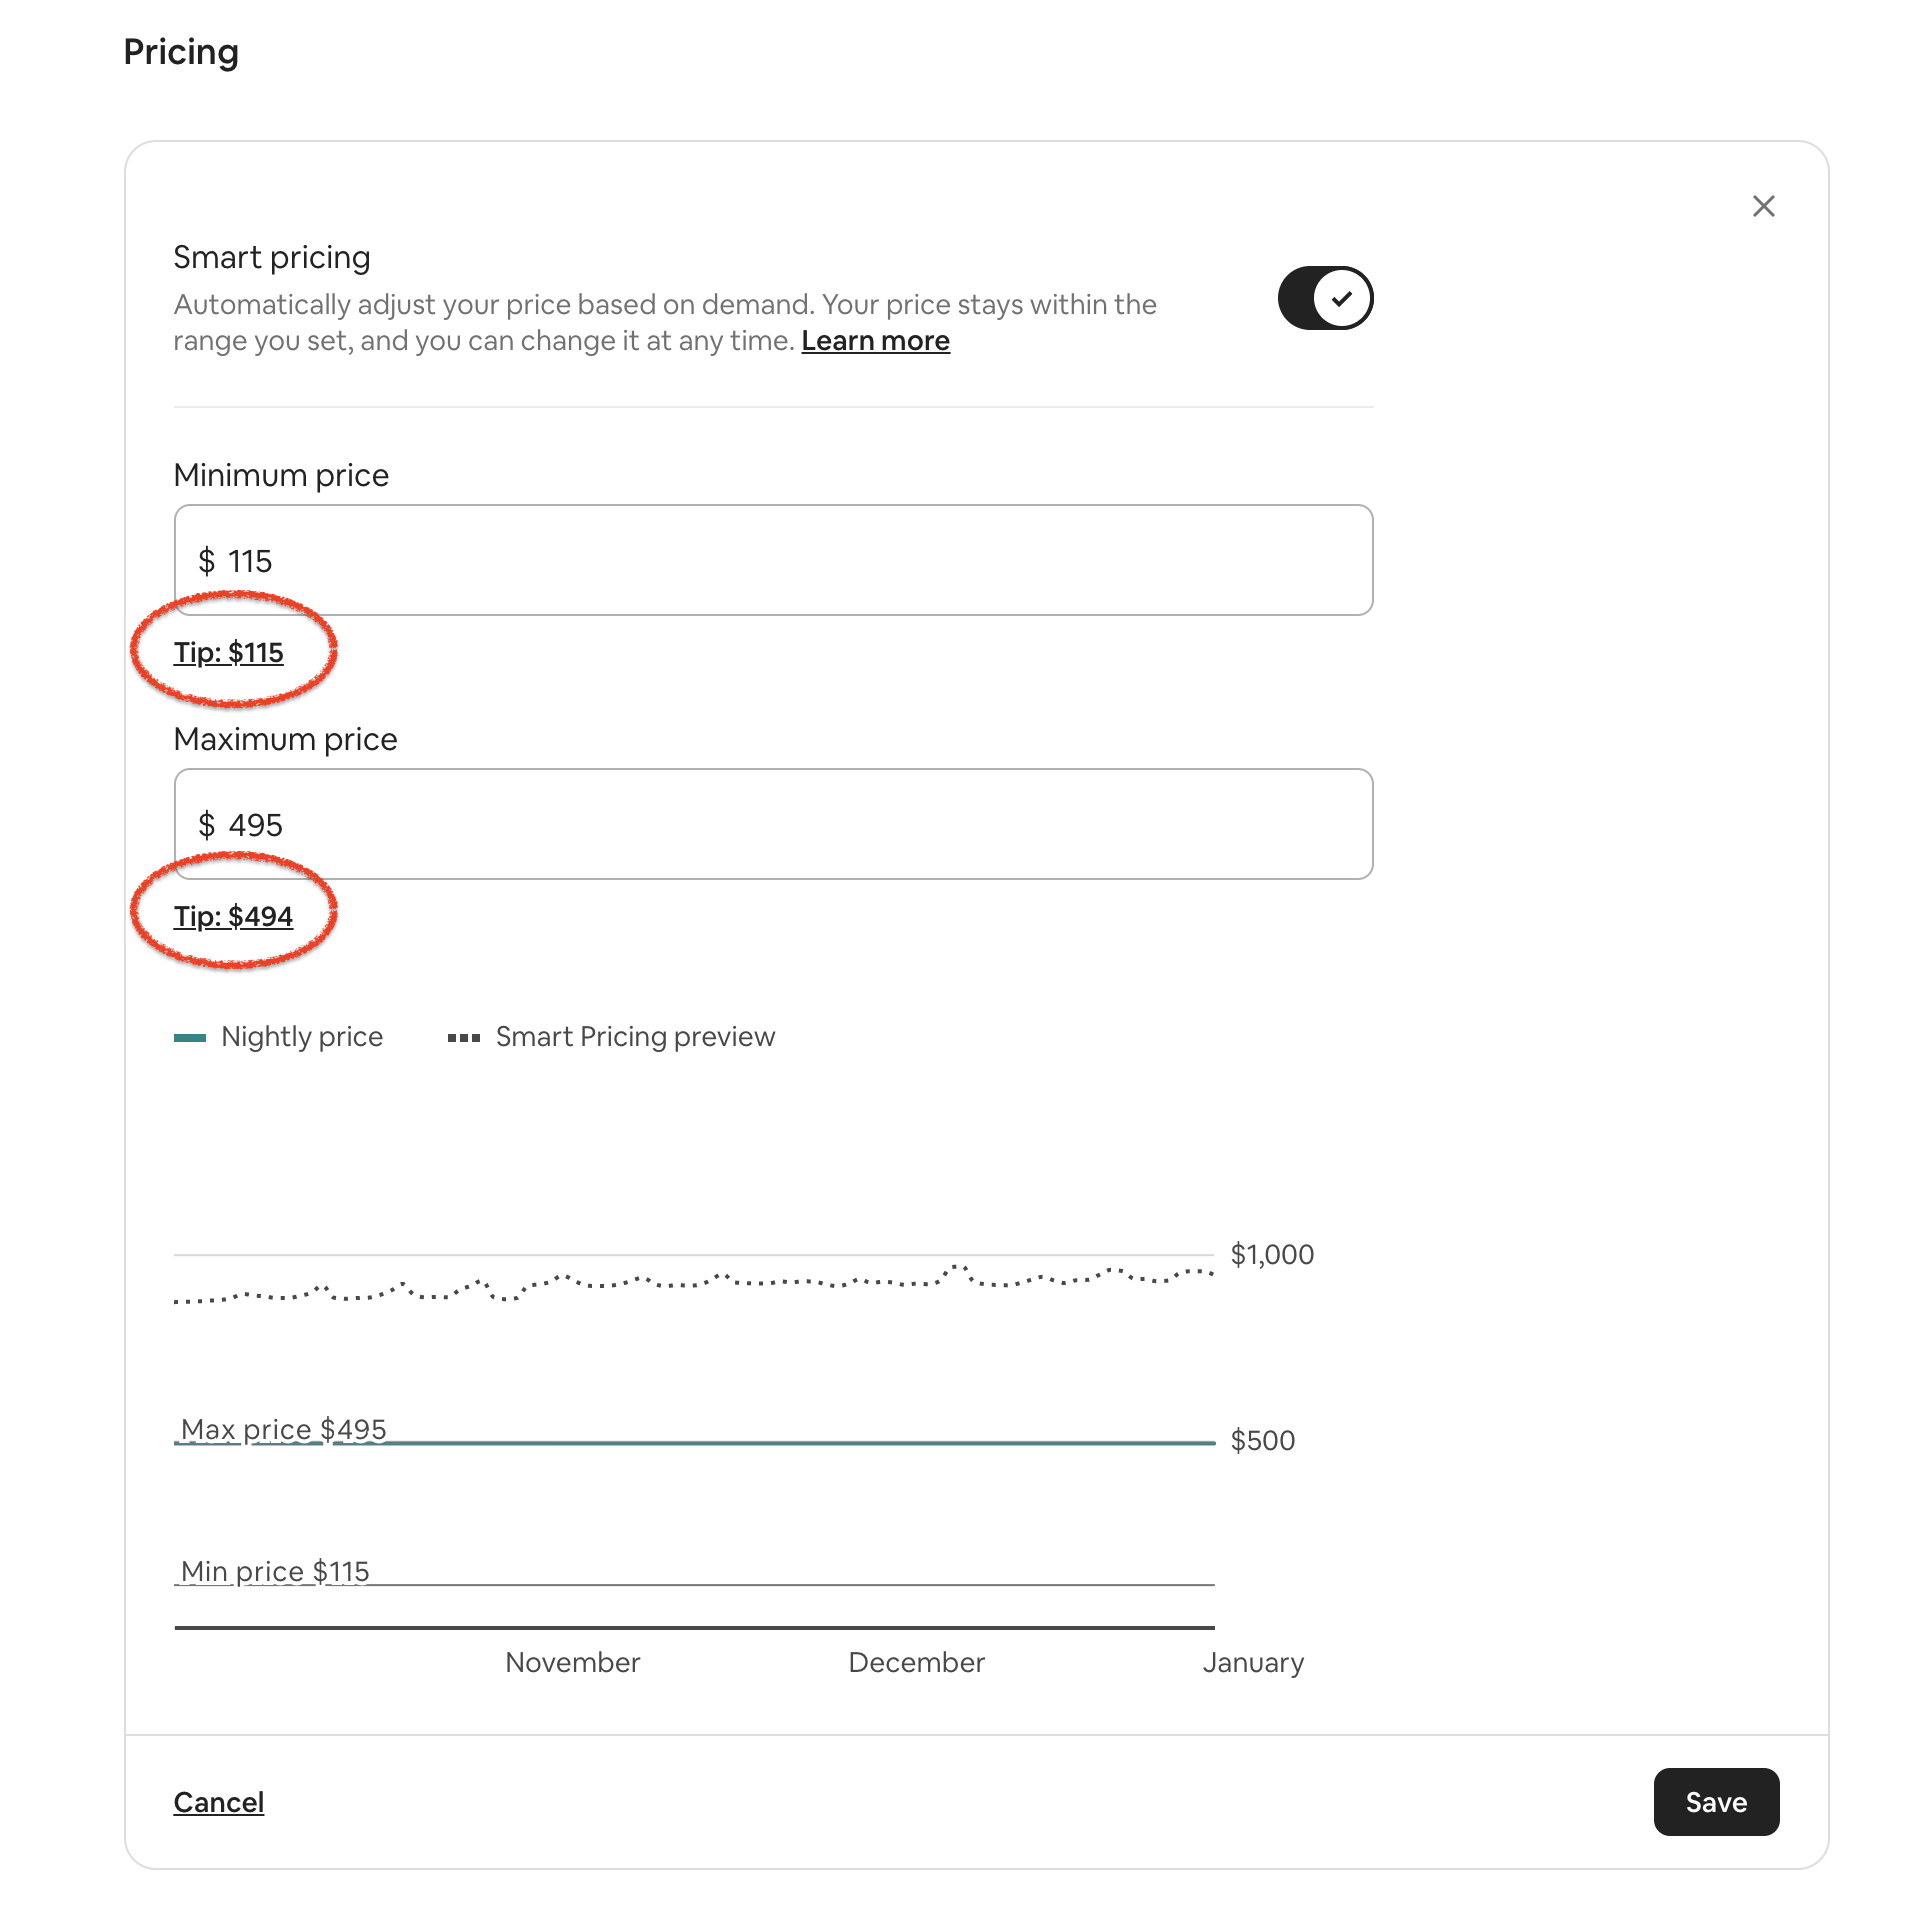 Pricing
Smart pricing
Automatically adjust your price based on demand. Your price stays within the
range you set, and you can change it at any time. Learn more
Minimum price
$ 115
Tip: $115
Maximum price
$ 495
Tip: $494
Nightly price
Smart Pricing preview
$1,000
Max price $495
$500
Min price $115
November
December
January
Cancel
Save